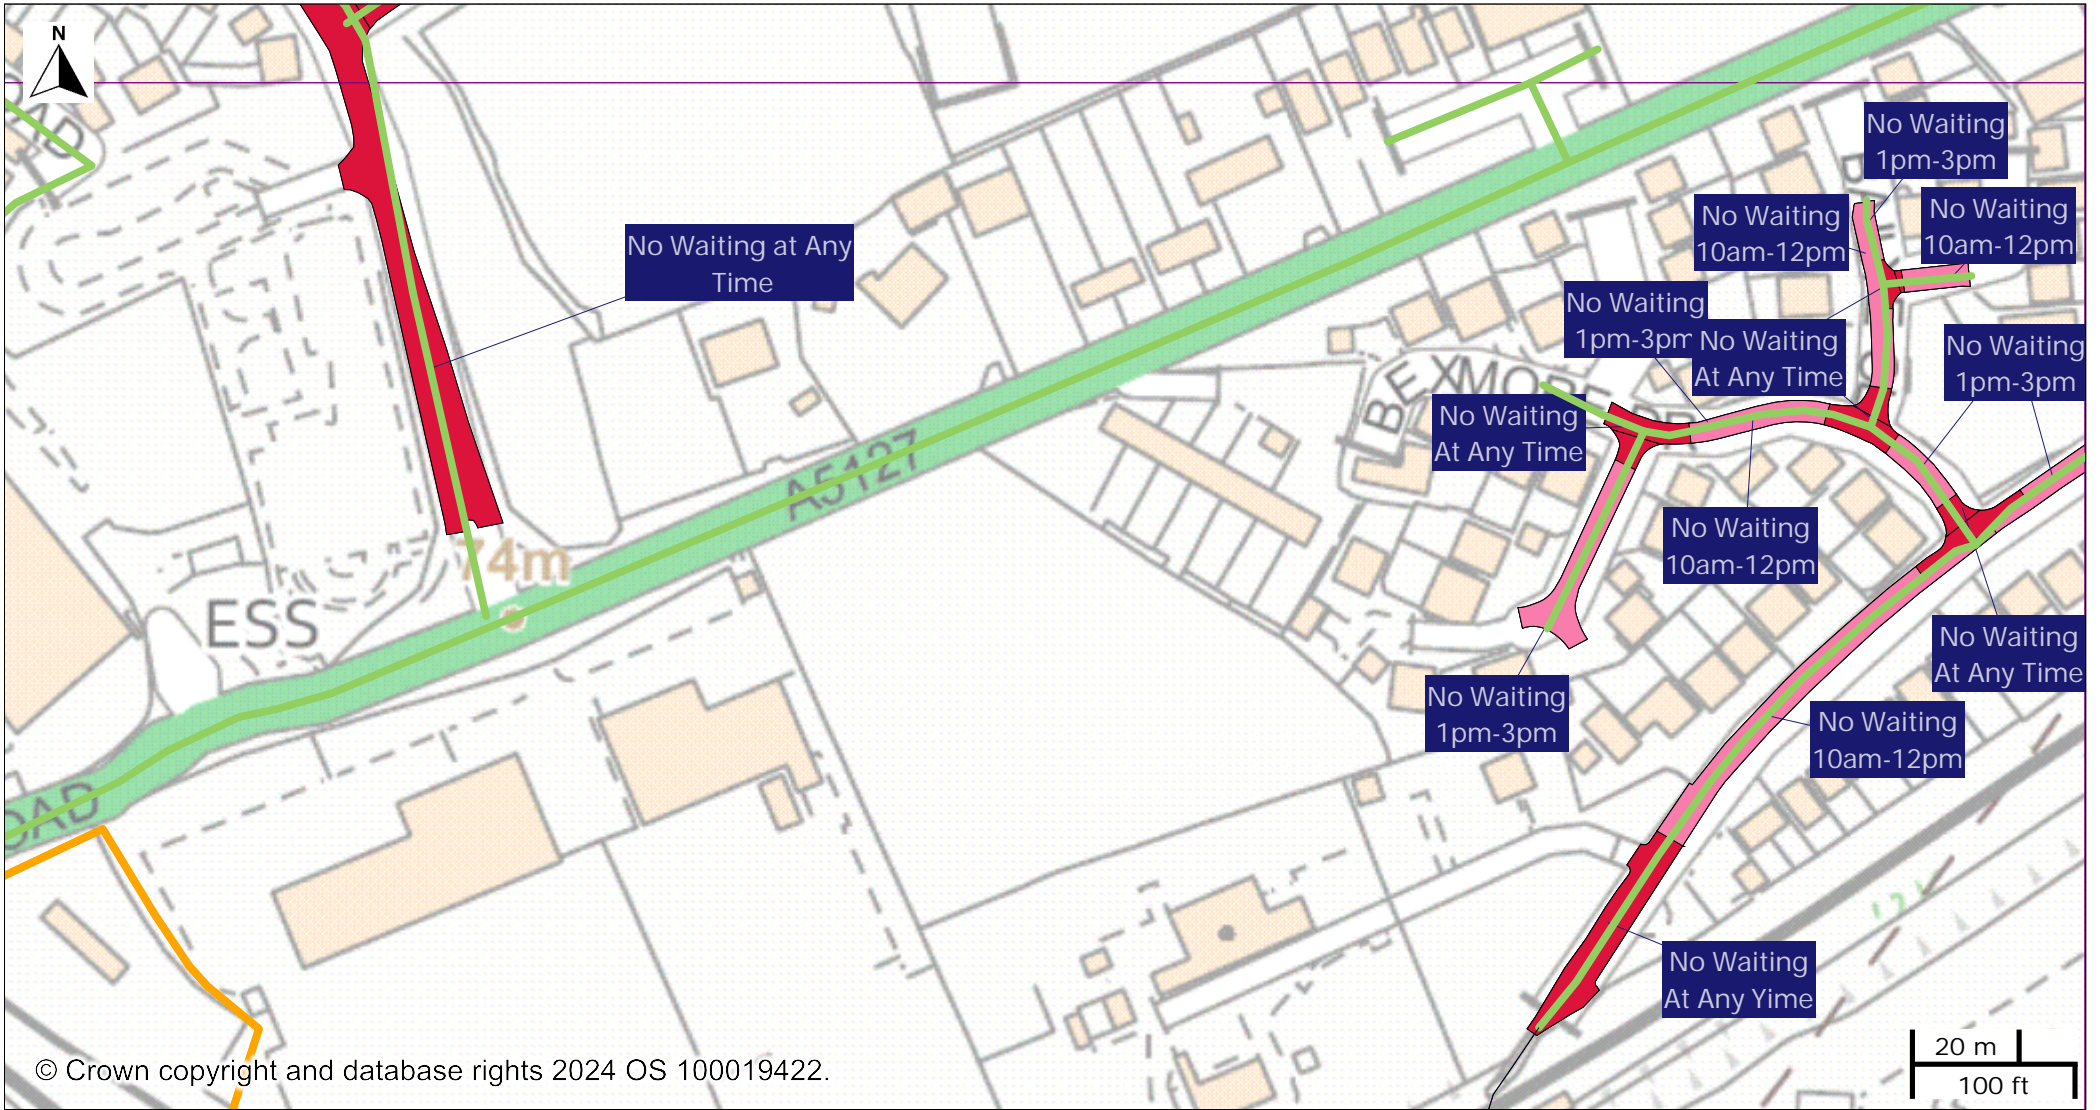 N
No Waiting
1pm-3pm
No Waiting
10am-12pm
No Waiting
10am-12pm
No Waiting at Any
Time
No Waiting
1pm-3pm
No Waiting
At Any Time
No Waiting
1pm-3pm
BEXMORE DR
No Waiting
At Any Time
A5127
No Waiting
10am-12pm
74m
ESS
No Waiting
At Any Time
No Waiting
1pm-3pm
No Waiting
10am-12pm
OAD
No Waiting
At Any Yime
20 m
100 ft
© Crown copyright and database rights 2024 OS 100019422.